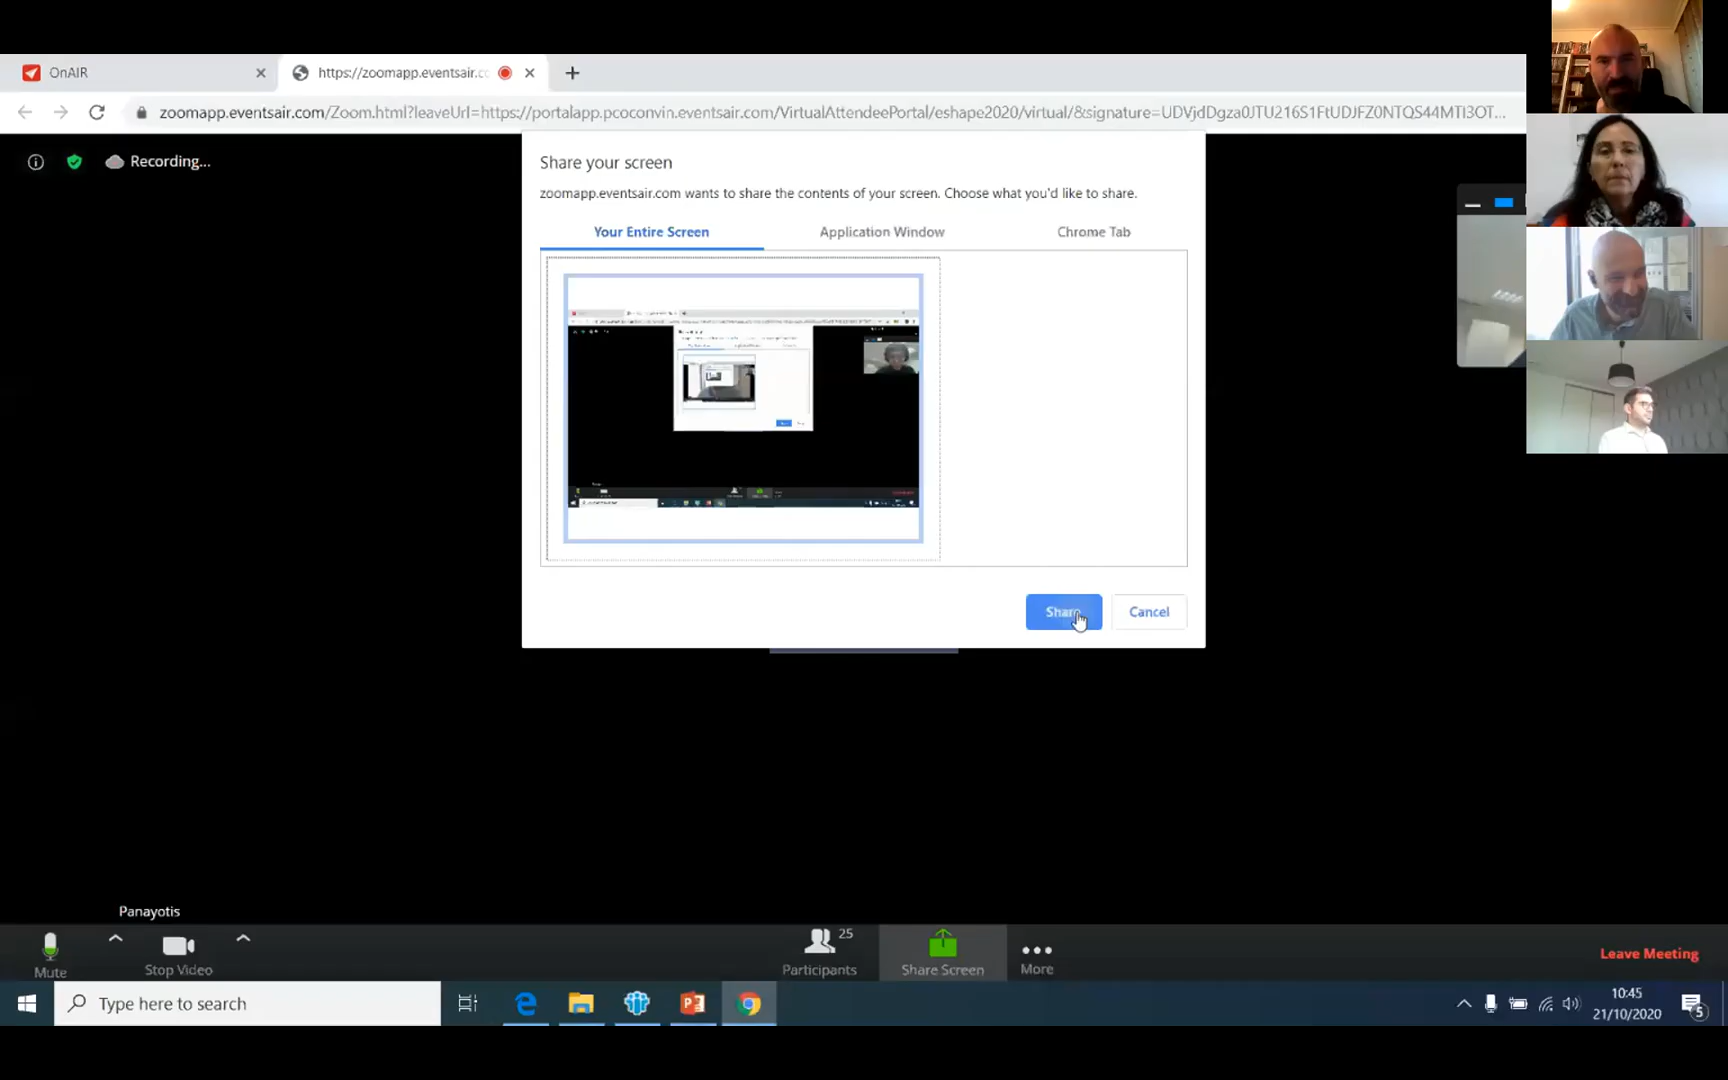 OnAIR
https://zoomapp.eventsair.cc
zoomapp.eventsair.com/Zoom.html?leaveUrl=https://portalapp.pcoconvin.eventsair.com/VirtualAttendeePortal/eshape2020/virtual/&signature=UDVjdDgza0JTU216S1FtUDJFZ0NTQS44MTI3OT...
Recording...
Share your screen
zoomapp.eventsair.com wants to share the contents of your screen. Choose what you'd like to share.
Your Entire Screen
Application Window
Chrome Tab
Share
Cancel
Panayotis
Mute
Stop Video
Participants
25
Share Screen
More
Leave Meeting
Type here to search
10:45
21/10/2020
5